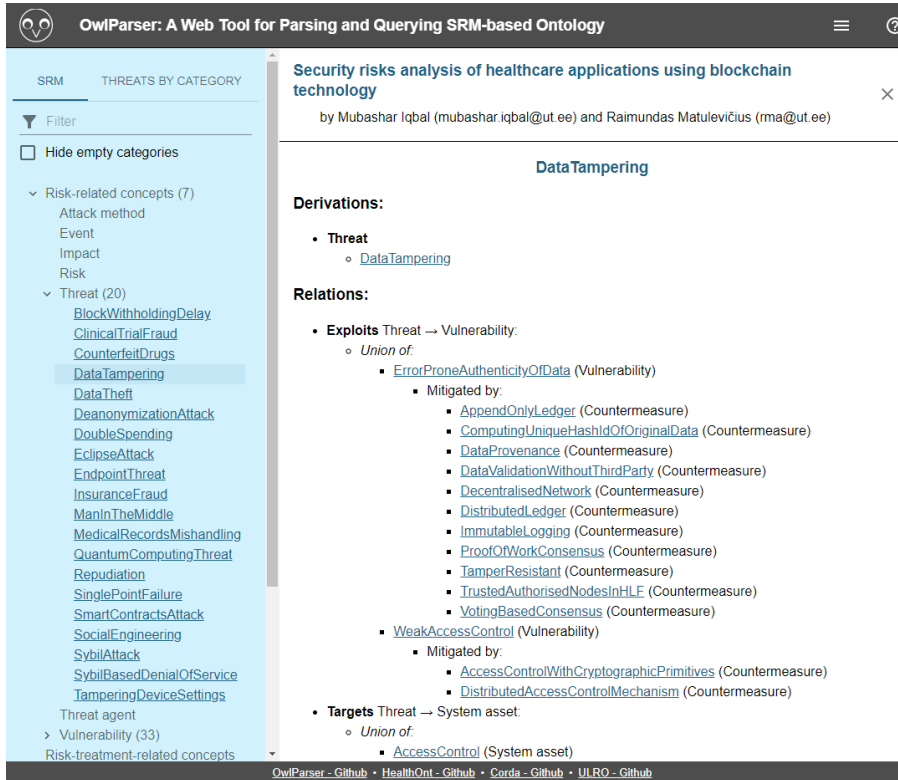 OwlParser: A Web Tool for Parsing and Querying SRM-based Ontology
SRM THREATS BY CATEGORY
Filter
Hide empty categories
Risk-related concepts (7)
Attack method
Event
Impact
Risk
Threat (20)
BlockWithholdingDelay
ClinicalTrialFraud
CounterfeitDrugs
DataTampering
DataTheft
DeanonymizationAttack
DoubleSpending
EclipseAttack
EndpointThreat
InsuranceFraud
ManInTheMiddle
MedicalRecordsMishandling
QuantumComputingThreat
Repudiation
SinglePointFailure
SmartContractsAttack
SocialEngineering
SybilAttack
SybilBasedDenialOfService
TamperingDeviceSettings
Threat agent
Vulnerability (33)
Risk-treatment-related concepts
Security risks analysis of healthcare applications using blockchain
technology
by Mubashar Iqbal (mubashar.iqbal@ut.ee) and Raimundas Matulevičius (rma@ut.ee)
DataTampering
Derivations:
• Threat
DataTampering
Relations:
• Exploits Threat → Vulnerability:
Union of:
ErrorProneAuthenticityOfData (Vulnerability)
Mitigated by:
AppendOnlyLedger (Countermeasure)
ComputingUniqueHashIdOfOriginalData (Countermeasure)
DataProvenance (Countermeasure)
DataValidationWithoutThirdParty (Countermeasure)
DecentralisedNetwork (Countermeasure)
DistributedLedger (Countermeasure)
ImmutableLogging (Countermeasure)
ProofOfWorkConsensus (Countermeasure)
TamperResistant (Countermeasure)
TrustedAuthorisedNodesInHLF (Countermeasure)
VotingBasedConsensus (Countermeasure)
WeakAccessControl (Vulnerability)
Mitigated by:
AccessControlWithCryptographicPrimitives (Countermeasure)
DistributedAccessControlMechanism (Countermeasure)
• Targets Threat → System asset:
Union of:
AccessControl (System asset)
OwlParser - Github • HealthOnt - Github • Corda - Github • ULRO - Github